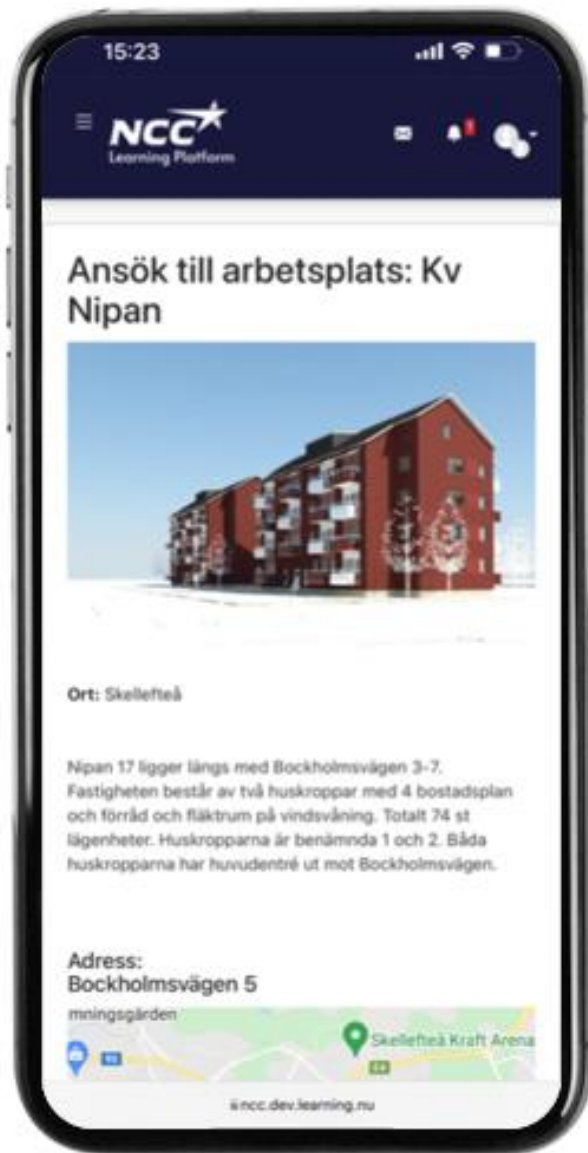 15:23
NCC
Learning Platform
1
Ansök till arbetsplats: Kv
Nipan
Ort: Skellefteå
Nipan 17 ligger längs med Bockholmsvägen 3-7.
Fastigheten består av två huskroppar med 4 bostadsplan
och förråd och fläktrum på vindsvåning. Totalt 74 st
lägenheter. Huskropparna är benämnda 1 och 2. Båda
huskropparna har huvudentré ut mot Bockholmsvägen.
Adress:
Bockholmsvägen 5
mningsgården
Skellefteå Kraft Arena
E4
ncc.dev.learning.nu